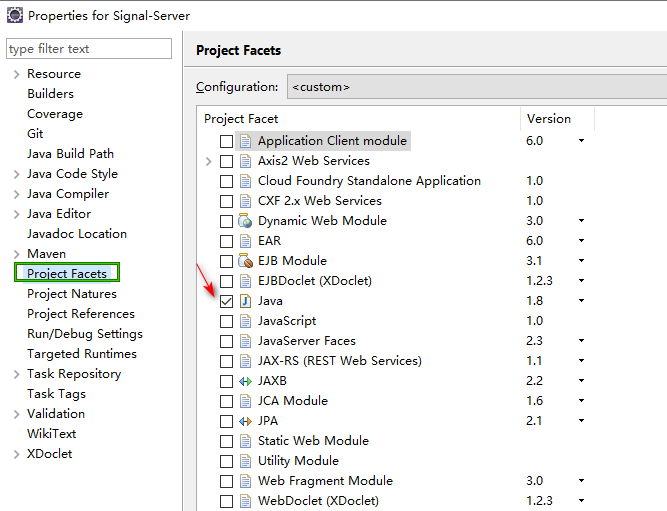 Properties for Signal-Server
type filter text
Resource
Builders
Coverage
Git
Java Build Path
Java Code Style
Java Compiler
Java Editor
Javadoc Location
Maven
Project Facets
Project Natures
Project References
Run/Debug Settings
Targeted Runtimes
Task Repository
Task Tags
Validation
WikiText
XDoclet
Project Facets
Configuration: <custom>
Project Facet Version
Application Client module 6.0
Axis2 Web Services
Cloud Foundry Standalone Application 1.0
CXF 2.x Web Services 1.0
Dynamic Web Module 3.0
EAR 6.0
EJB Module 3.1
EJBDoclet (XDoclet) 1.2.3
Java 1.8
JavaScript 1.0
JavaServer Faces 2.3
JAX-RS (REST Web Services) 1.1
JAXB 2.2
JCA Module 1.6
JPA 2.1
Static Web Module
Utility Module
Web Fragment Module 3.0
WebDoclet (XDoclet) 1.2.3